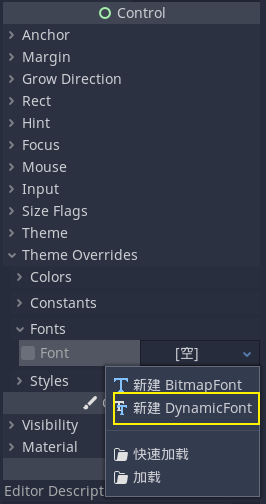 Control
Anchor
Margin
Grow Direction
Rect
Hint
Focus
Mouse
Input
Size Flags
Theme
Theme Overrides
Colors
Constants
Fonts
Font [空]
Styles
新建 BitmapFont
新建 DynamicFont
快速加载
加载
Visibility
Material
Editor Descript